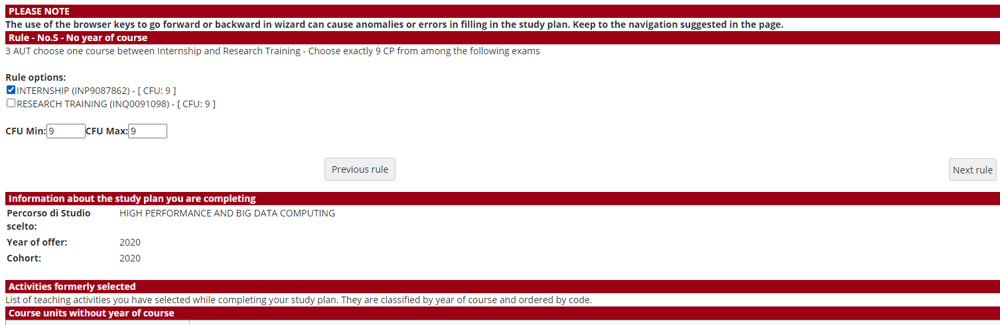 PLEASE NOTE
The use of the browser keys to go forward or backward in wizard can cause anomalies or errors in filling in the study plan. Keep to the navigation suggested in the page.
Rule - No.5 - No year of course
3 AUT choose one course between Internship and Research Training - Choose exactly 9 CP from among the following exams
Rule options:
INTERNSHIP (INP9087862) - [ CFU: 9 ]
RESEARCH TRAINING (INQ0091098) - [ CFU: 9 ]
CFU Min: 9 CFU Max: 9
Previous rule Next rule
Information about the study plan you are completing
Percorso di Studio HIGH PERFORMANCE AND BIG DATA COMPUTING
scelto:
Year of offer: 2020
Cohort: 2020
Activities formerly selected
List of teaching activities you have selected while completing your study plan. They are classified by year of course and ordered by code.
Course units without year of course